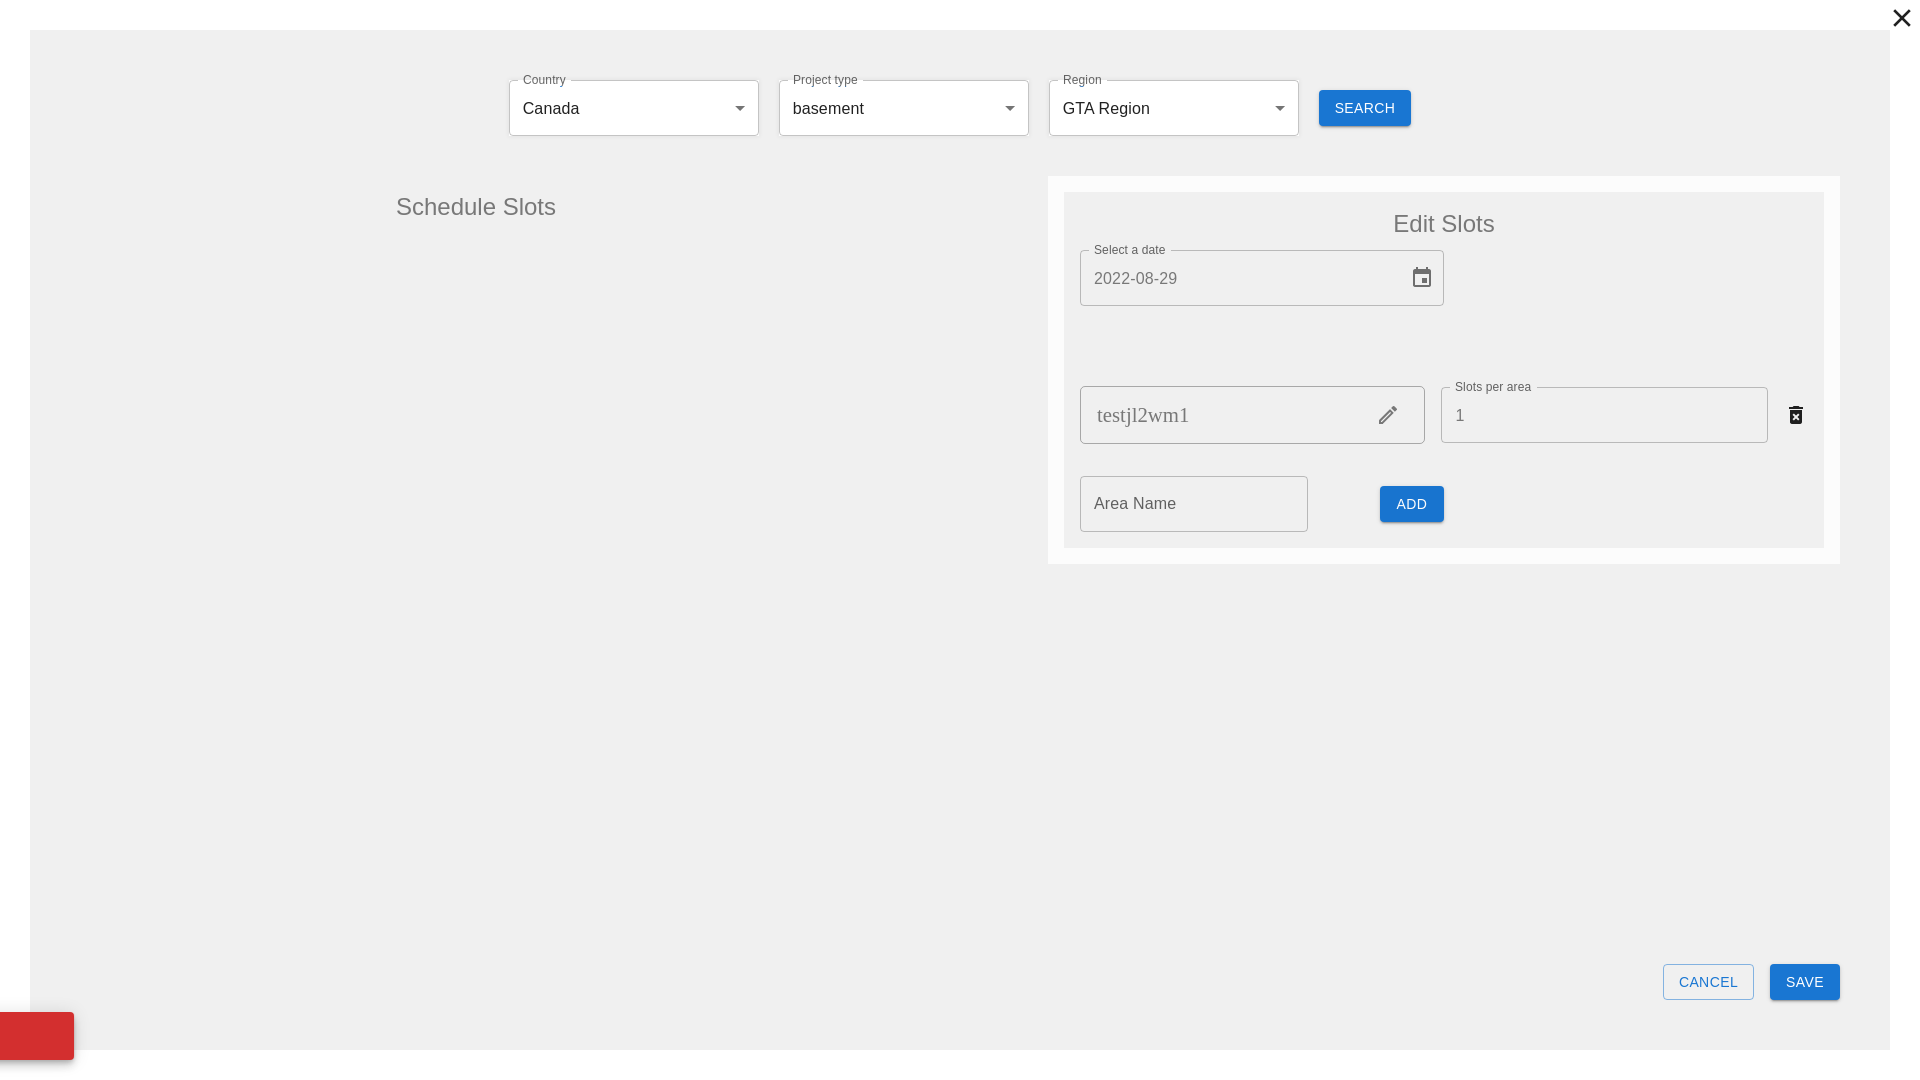 Country
Canada
Project type
basement
Region
GTA Region
SEARCH
Schedule Slots
Edit Slots
Select a date
2022-08-29
testjl2wm1
Slots per area
1
Area Name
ADD
CANCEL
SAVE